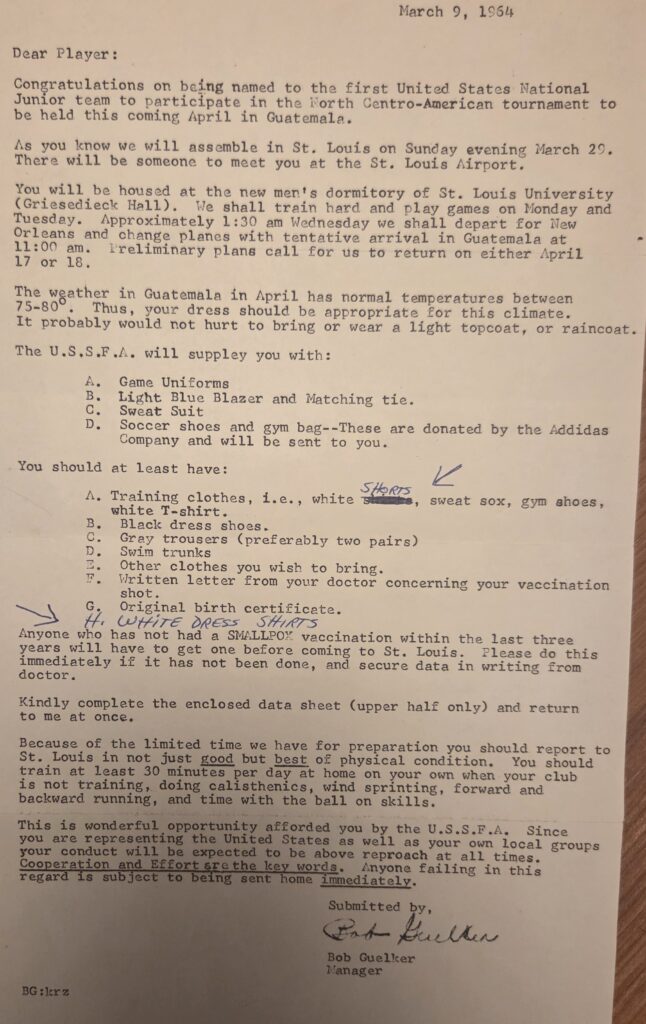 March 9, 1964
Dear Player:
Congratulations on being named to the first United States National
Junior team to participate in the North Centro-American tournament to
be held this coming April in Guatemala.
As you know we will assemble in St. Louis on Sunday evening March 29.
There will be someone to meet you at the St. Louis Airport.
You will be housed at the new men's dormitory of St. Louis University
(Griesedieck Hall). We shall train hard and play games on Monday and
Tuesday. Approximately 1:30 am Wednesday we shall depart for New
Orleans and change planes with tentative arrival in Guatemala at
11:00 am. Preliminary plans call for us to return on either April
17 or 18.
The weather in Guatemala in April has normal temperatures between
75-80°. Thus, your dress should be appropriate for this climate.
It probably would not hurt to bring or wear a light topcoat, or raincoat.
The U.S.S.F.A. will suppley you with:
A. Game Uniforms
B. Light Blue Blazer and Matching tie.
C. Sweat Suit
D. Soccer shoes and gym bag--These are donated by the Addidas
Company and will be sent to you.
You should at least have:
SHORTS
A. Training clothes, i.e., white , sweat sox, gym shoes,
white T-shirt.
B. Black dress shoes.
C. Gray trousers (preferably two pairs)
D. Swim trunks
E. Other clothes you wish to bring.
F. Written letter from your doctor concerning your vaccination
shot.
G. Original birth certificate.
H. WHITE DRESS SHIRTS
Anyone who has not had a SMALLPOX vaccination within the last three
years will have to get one before coming to St. Louis. Please do this
immediately if it has not been done, and secure data in writing from
doctor.
Kindly complete the enclosed data sheet (upper half only) and return
to me at once.
Because of the limited time we have for preparation you should report to
St. Louis in not just good but best of physical condition. You should
train at least 30 minutes per day at home on your own when your club
is not training, doing calisthenics, wind sprinting, forward and
backward running, and time with the ball on skills.
This is wonderful opportunity afforded you by the U.S.S.F.A. Since
you are representing the United States as well as your own local groups
your conduct will be expected to be above reproach at all times.
Cooperation and Effort are the key words. Anyone failing in this
regard is subject to being sent home immediately.
Submitted by,
Bob Guelker
Bob Guelker
Manager
BG:krz